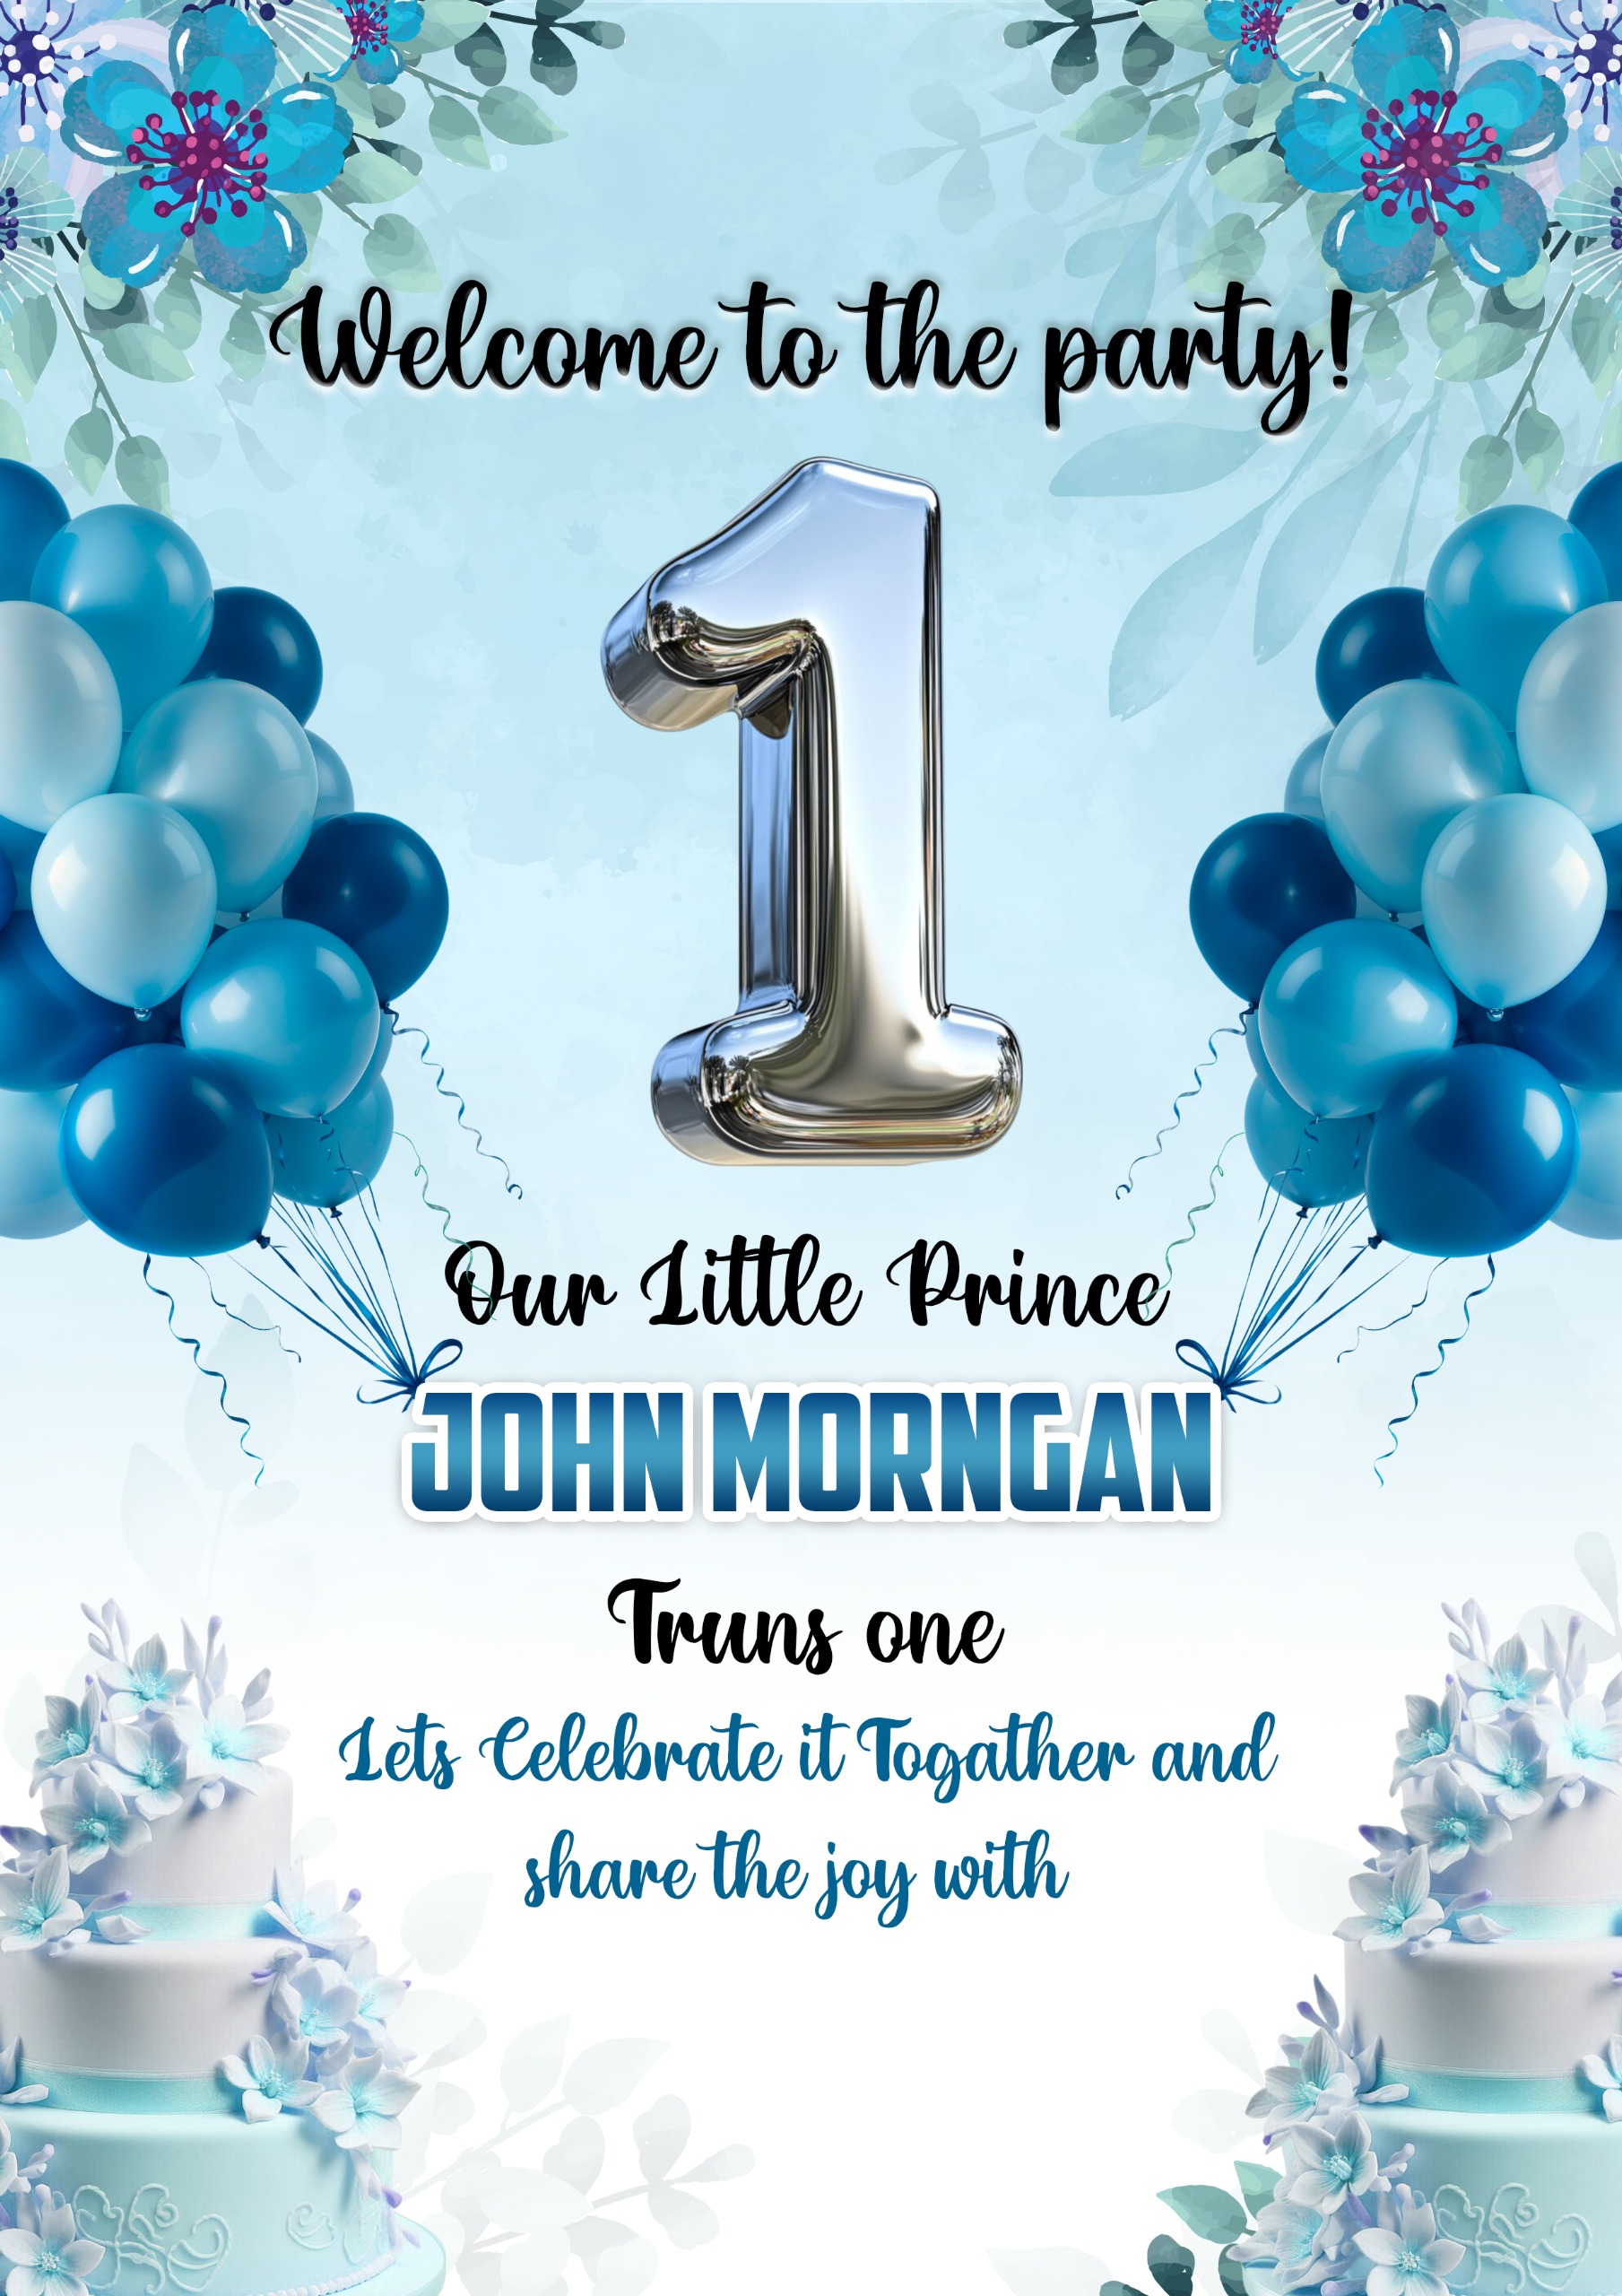 Welcome to the party!
1
Our Little Prince
JOHN MORNGAN
Truns one
Lets Celebrate it Togather and
share the joy with